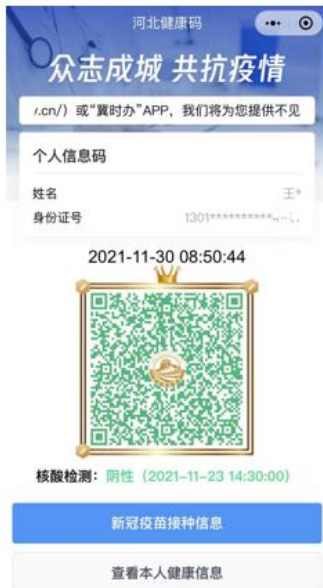 河北健康码
众志成城 共抗疫情
.cn/）或“冀时办”APP，我们将为您提供不见
个人信息码
姓名 王*
身份证号 1301**********
2021-11-30 08:50:44
核酸检测：阴性（2021-11-23 14:30:00）
新冠疫苗接种信息
查看本人健康信息